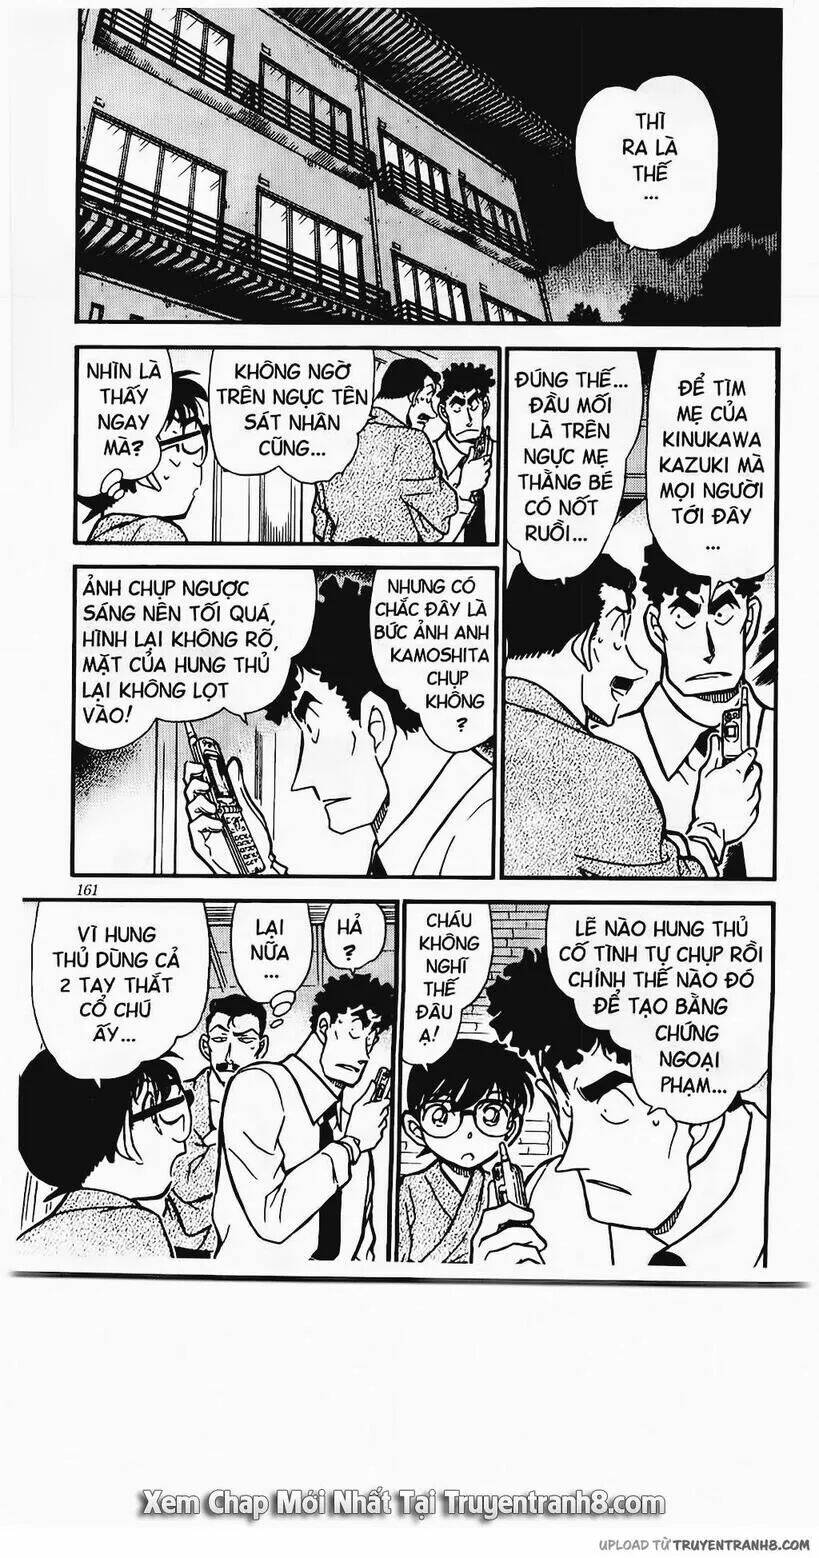 THÌ
RA LÀ
THẾ
...
ĐỂ TÌM
MẸ CỦA
KINUKAWA
KAZUKI MÀ
MỌI NGƯỜI
TỚI ĐÂY
...
ĐÚNG THẾ...
ĐẦU MỐI
LÀ TRÊN
NGỰC MẸ
THẰNG BÉ
CÓ NỐT
RUỒI...
KHÔNG NGỜ
TRÊN NGỰC TÊN
SÁT NHÂN
CŨNG...
NHÌN LÀ
THẤY
NGAY
MÀ?
NHƯNG CÓ
CHẮC ĐÂY LÀ
BỨC ẢNH ANH
KAMOSHITA
CHỤP
KHÔNG
?
ẢNH CHỤP NGƯỢC
SÁNG NÊN TỐI QUÁ,
HÌNH LẠI KHÔNG RÕ,
MẶT CỦA HUNG THỦ
LẠI KHÔNG LỌT
VÀO!
161
LẼ NÀO HUNG THỦ
CỐ TÌNH TỰ CHỤP RỒI
CHỈNH THẾ NÀO ĐÓ
ĐỂ TẠO BẰNG
CHỨNG
NGOẠI
PHẠM...
CHÁU
KHÔNG
NGHĨ
THẾ
ĐÂU
Ạ!
HẢ
?
LẠI
NỮA
...
VÌ HUNG
THỦ DÙNG CẢ
2 TAY THẮT
CỔ CHÚ
ẤY...
Xem Chap Mới Nhất Tại Truyentranh8.com
UPLOAD TỪ TRUYENTRANH8.COM